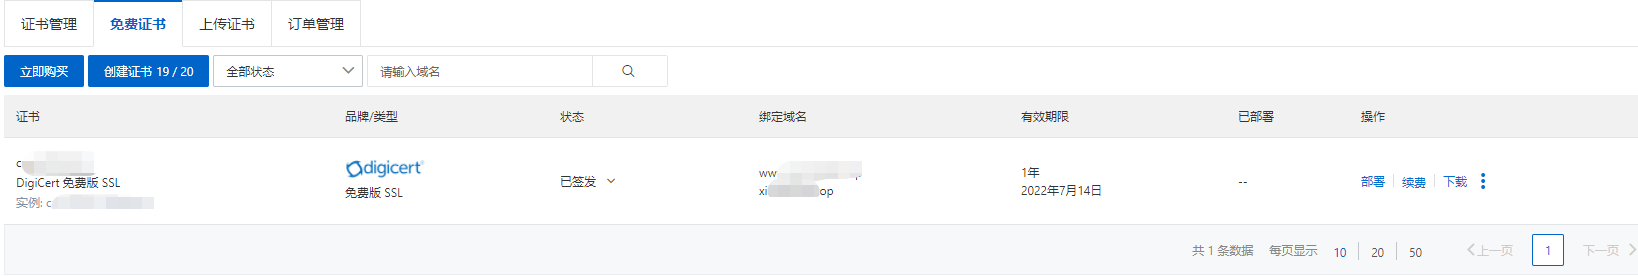 证书管理 免费证书 上传证书 订单管理
立即购买 创建证书 19 / 20 全部状态 请输入域名
证书 品牌/类型 状态 绑定域名 有效期限 已部署 操作
c
DigiCert 免费版 SSL
实例: c
digicert
免费版 SSL
已签发
ww
xi op
1年
2022年7月14日
--
部署 续费 下载
共 1 条数据 每页显示 10 20 50 上一页 1 下一页